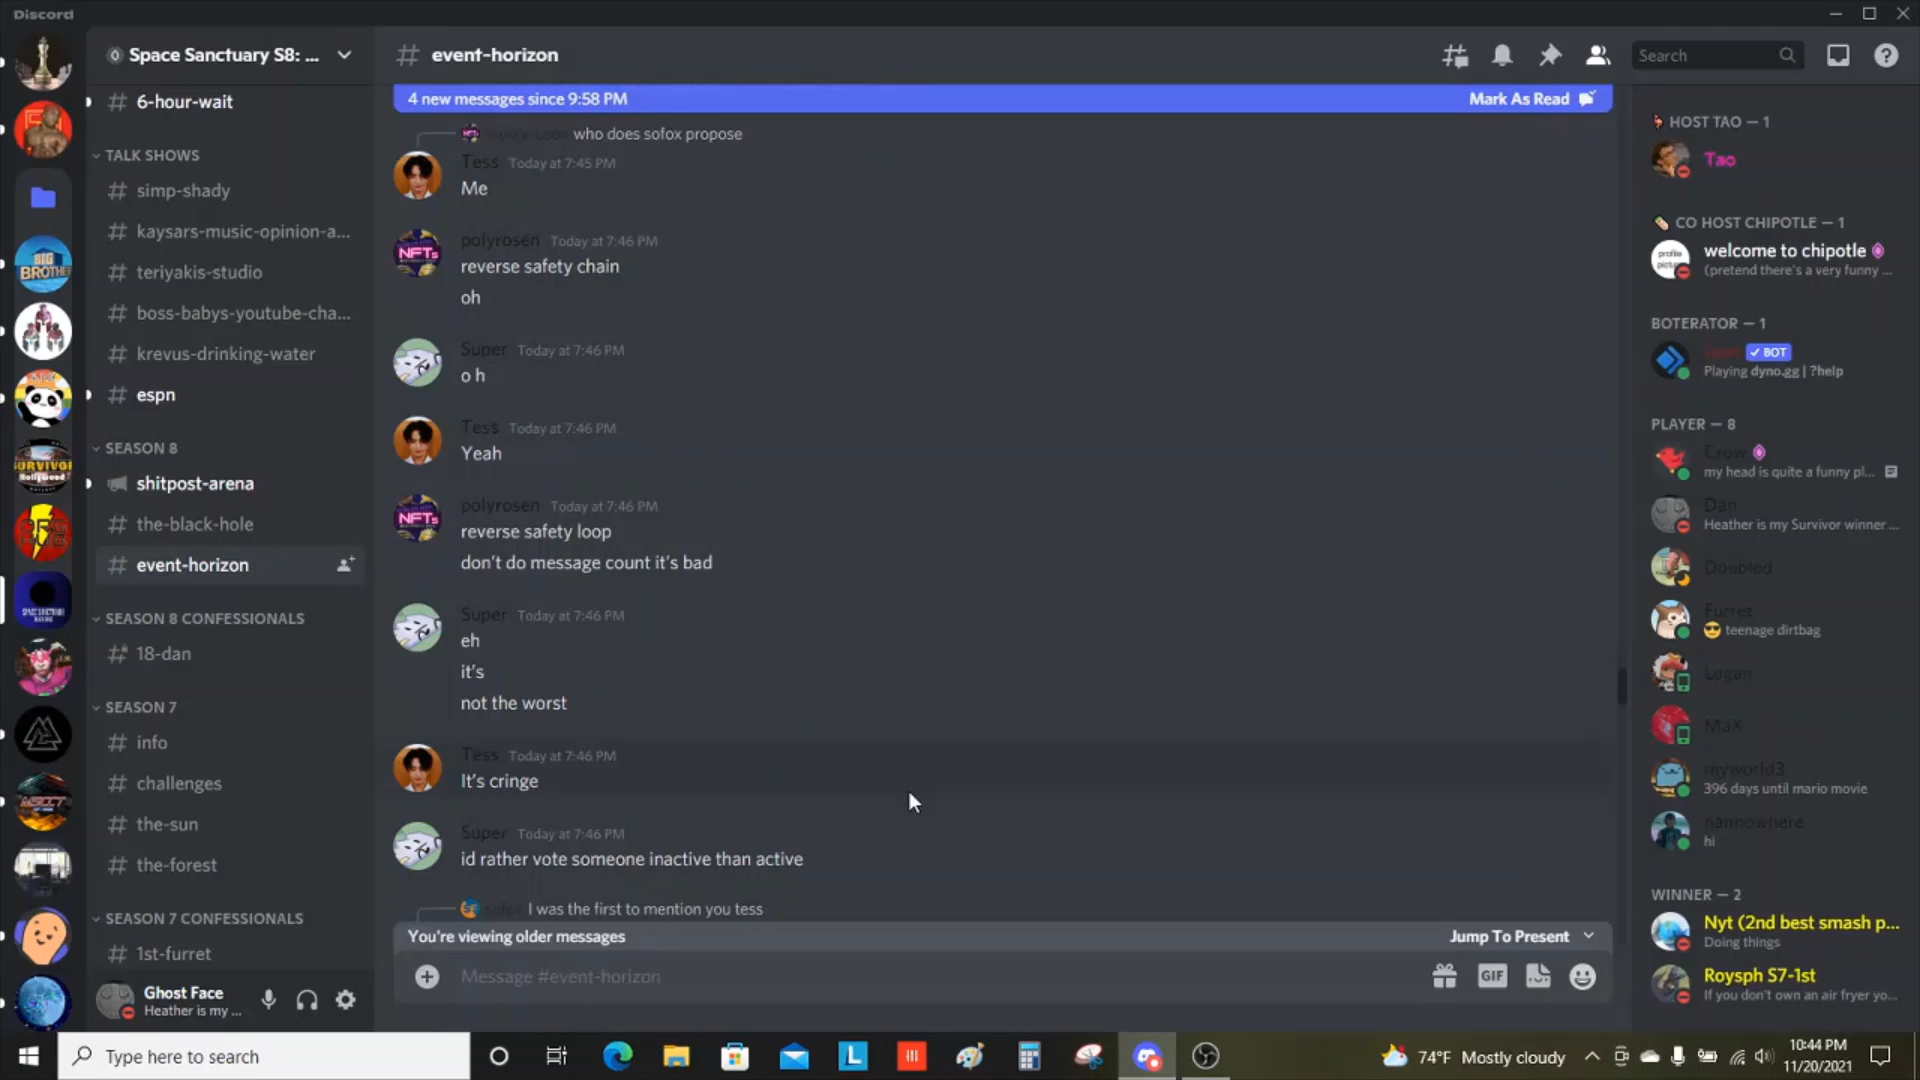 Discord
Space Sanctuary S8: ...
6-hour-wait
TALK SHOWS
simp-shady
kaysars-music-opinion-a...
teriyakis-studio
boss-babys-youtube-cha...
krevus-drinking-water
espn
SEASON 8
shitpost-arena
the-black-hole
event-horizon
SEASON 8 CONFESSIONALS
18-dan
SEASON 7
info
challenges
the-sun
the-forest
SEASON 7 CONFESSIONALS
1st-furret
Ghost Face
Heather is my ...
event-horizon
Search
4 new messages since 9:58 PM
Mark As Read
polyrosen who does sofox propose
Tess Today at 7:45 PM
Me
polyrosen Today at 7:46 PM
reverse safety chain
oh
Super Today at 7:46 PM
o h
Tess Today at 7:46 PM
Yeah
polyrosen Today at 7:46 PM
reverse safety loop
don't do message count it's bad
Super Today at 7:46 PM
eh
it's
not the worst
Tess Today at 7:46 PM
It's cringe
Super Today at 7:46 PM
id rather vote someone inactive than active
I was the first to mention you tess
You're viewing older messages
Jump To Present
Message #event-horizon
GIF
HOST TAO — 1
Tao
CO HOST CHIPOTLE — 1
welcome to chipotle
(pretend there's a very funny ...
BOTERATOR — 1
BOT
Playing dyno.gg | ?help
PLAYER — 8
Crow
my head is quite a funny pl...
Dan
Heather is my Survivor winner ...
Doubled
Furret
teenage dirtbag
Logan
MaX
myworld3
396 days until mario movie
nannowhere
hi
WINNER — 2
Nyt (2nd best smash p...
Doing things
Roysph S7-1st
If you don't own an air fryer yo...
NFTs
NFTs
BIG
BROTHER
SURVIVOR
Type here to search
L
74°F Mostly cloudy
10:44 PM
11/20/2021